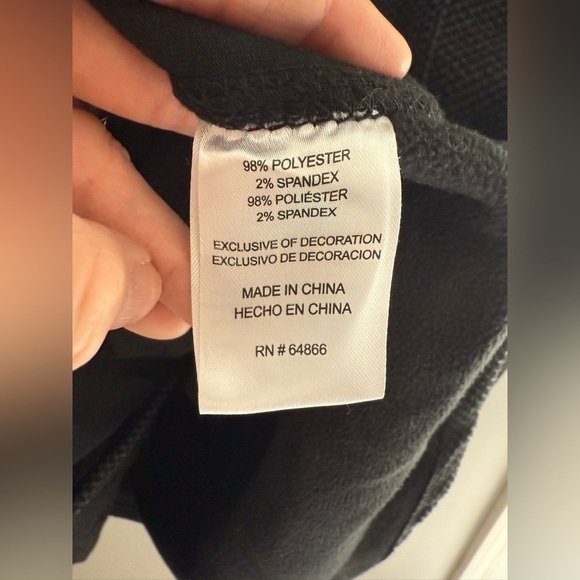 98% POLYESTER
2% SPANDEX
98% POLIÉSTER
2% SPANDEX
EXCLUSIVE OF DECORATION
EXCLUSIVO DE DECORACION
MADE IN CHINA
HECHO EN CHINA
RN # 64866